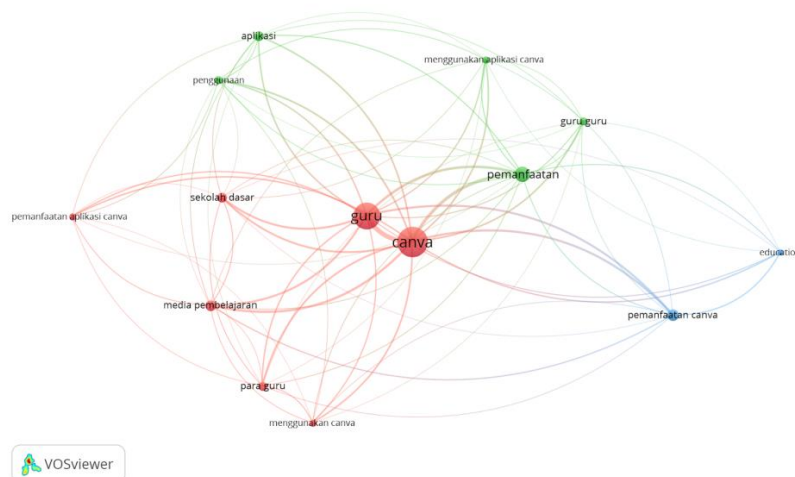 aplikasi
menggunakan aplikasi canva
penggunaan
guru guru
pemanfaatan
sekolah dasar
pemanfaatan aplikasi canva
guru
canva
educatio
media pembelajaran
pemanfaatan canva
para guru
menggunakan canva
VOSviewer